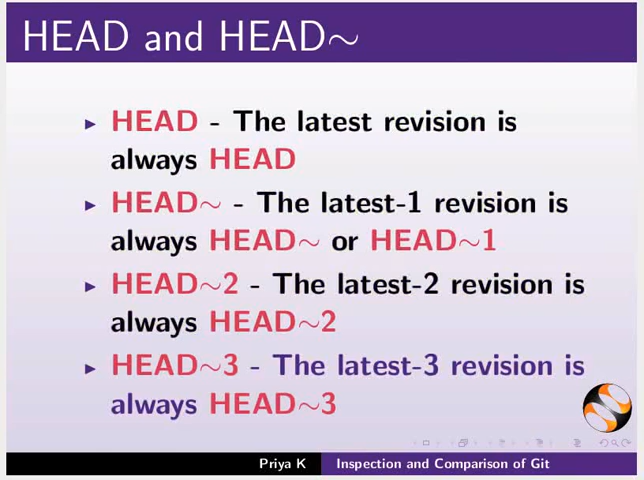 HEAD and HEAD∼
HEAD - The latest revision is
always HEAD
HEAD∼ - The latest-1 revision is
always HEAD∼ or HEAD∼1
HEAD∼2 - The latest-2 revision is
always HEAD∼2
HEAD∼3 - The latest-3 revision is
always HEAD∼3
Priya K Inspection and Comparison of Git